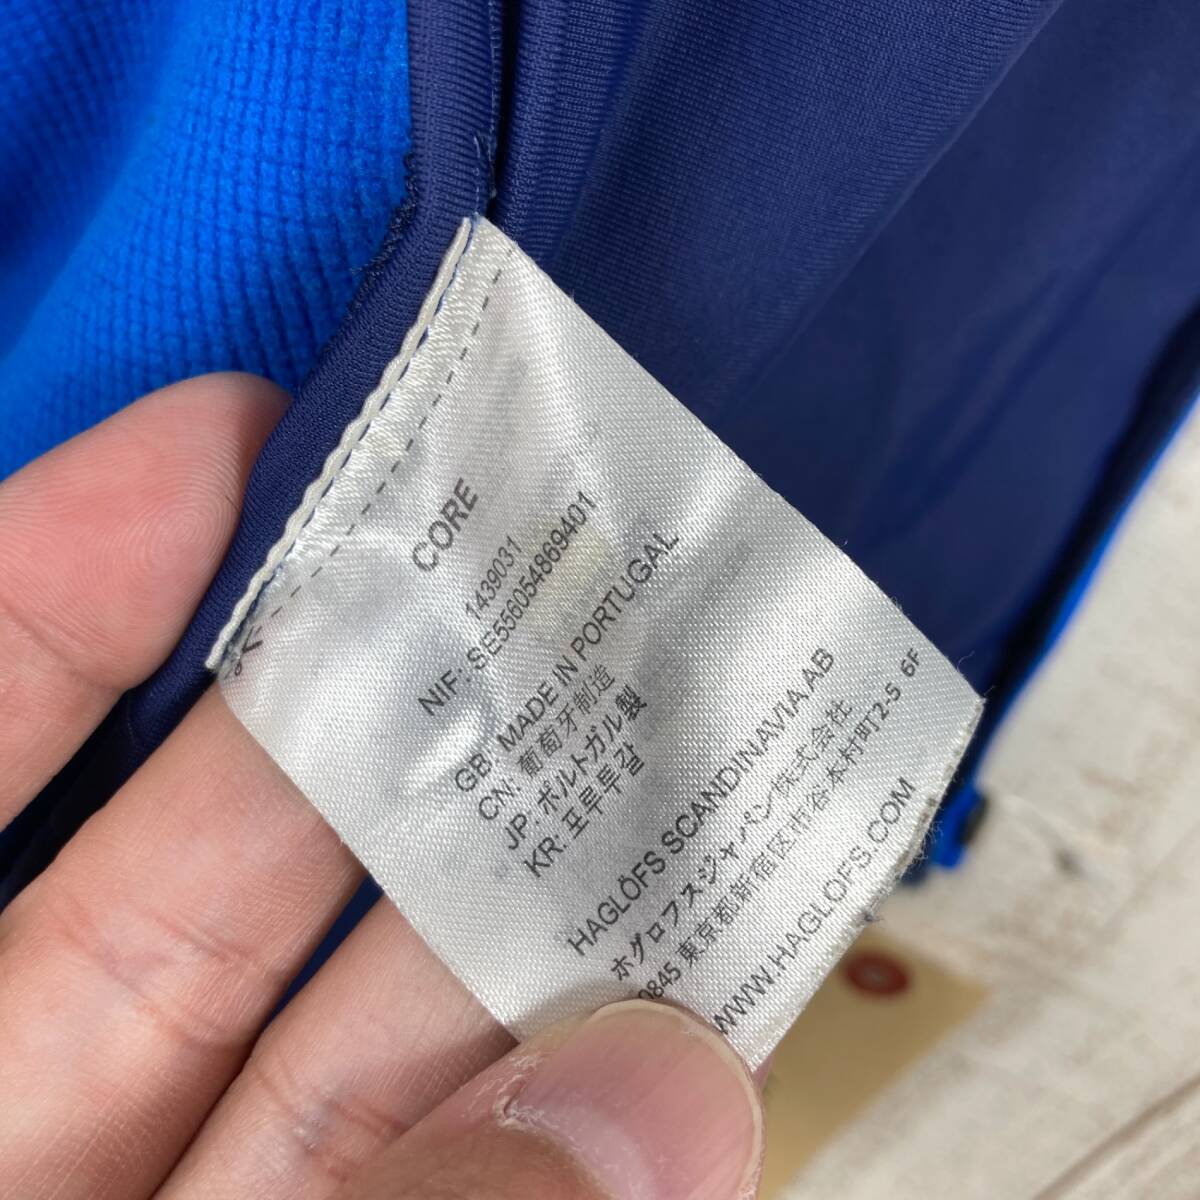 CORE
1439031
NIF: SE556054869401
GB: MADE IN PORTUGAL
CN: 葡萄牙制造
JP: ポルトガル製
KR: 포루투갈
HAGLÖFS SCANDINAVIA AB
ホグロフス・ジャパン株式会社
0845 東京都新宿区市谷本村町2-5 6F
WWW.HAGLOFS.COM